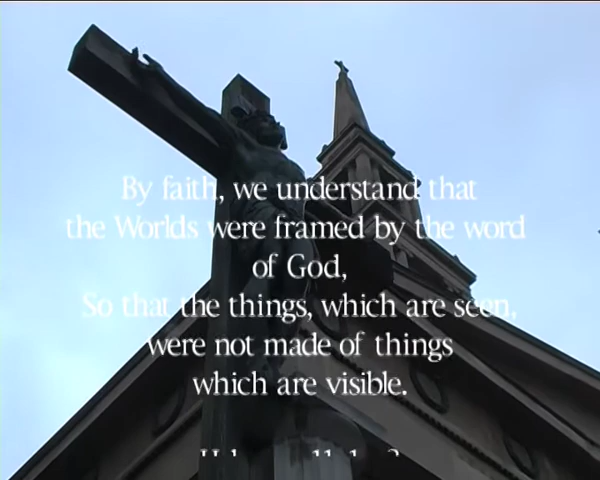 By faith, we understand that
the Worlds were framed by the word
of God,
So that the things, which are seen,
were not made of things
which are visible.